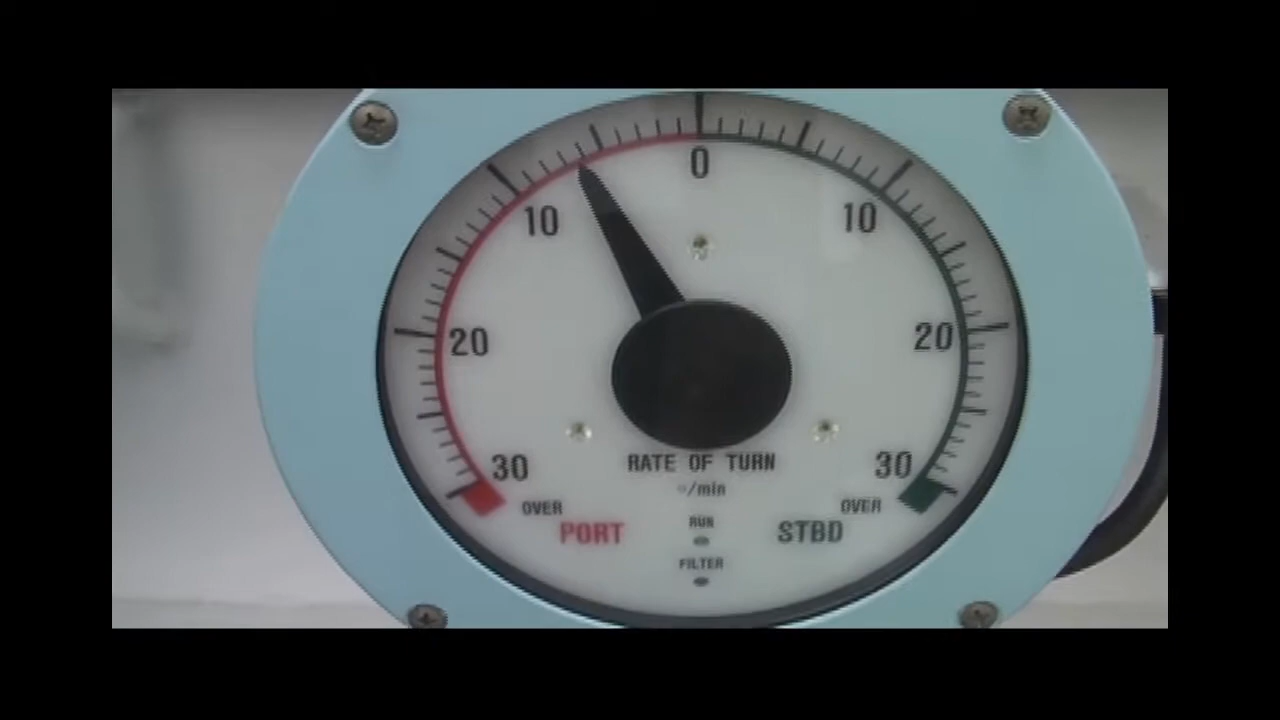 0
10 10
20 20
30 30
RATE OF TURN
°/min
OVER OVER
PORT STBD
RUN
FILTER